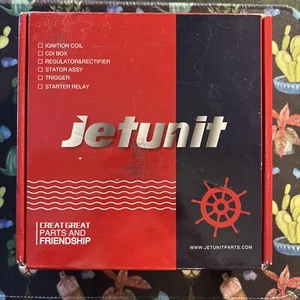 IGNITION COIL
CDI BOX
REGULATOR&RECTIFIER
STATOR ASSY
TRIGGER
STARTER RELAY
Jetunit
CREAT GREAT
PARTS AND
FRIENDSHIP
WWW.JETUNITPARTS.COM